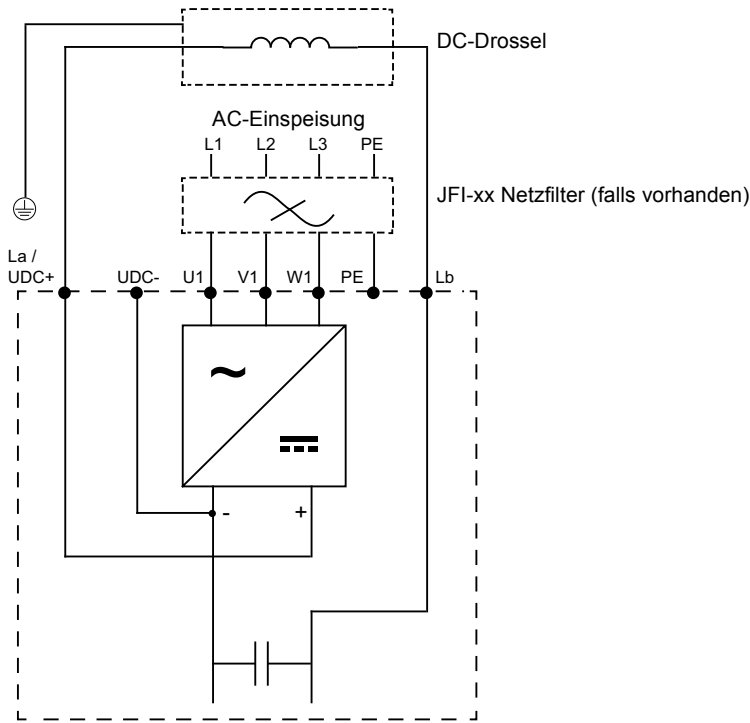 DC-Drossel
AC-Einspeisung
L1 L2 L3 PE
JFI-xx Netzfilter (falls vorhanden)
La /
UDC+ UDC- U1 V1 W1 PE Lb
~
- +